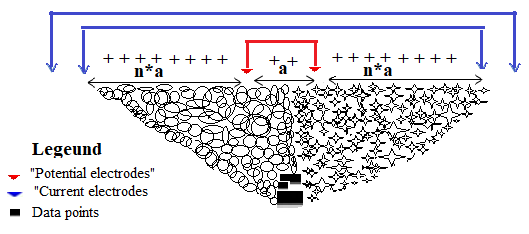 + + + + + + + +
+ +
+ + + + + + + +
n*a
a
n*a
Legeund
"Potential electrodes"
"Current electrodes
Data points